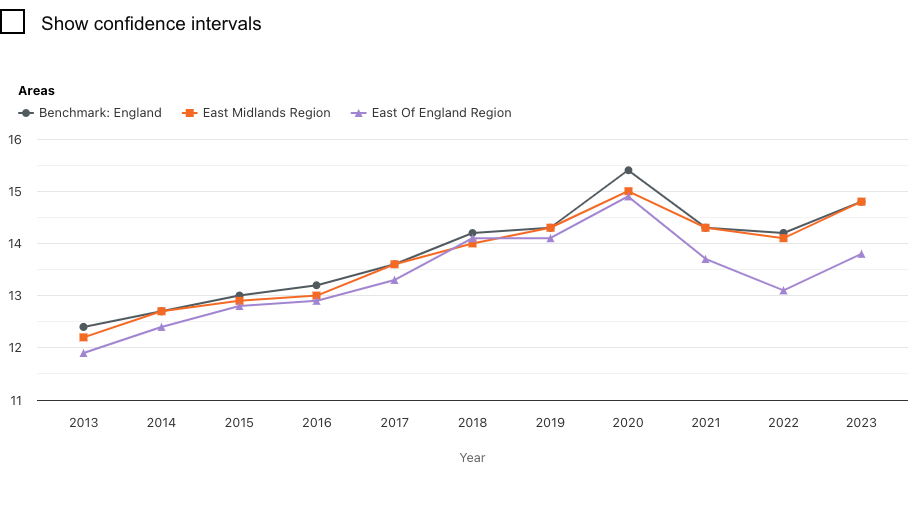 Show confidence intervals
Areas
Benchmark: England East Midlands Region East Of England Region
16
15
14
13
12
11
2013 2014 2015 2016 2017 2018 2019 2020 2021 2022 2023
Year